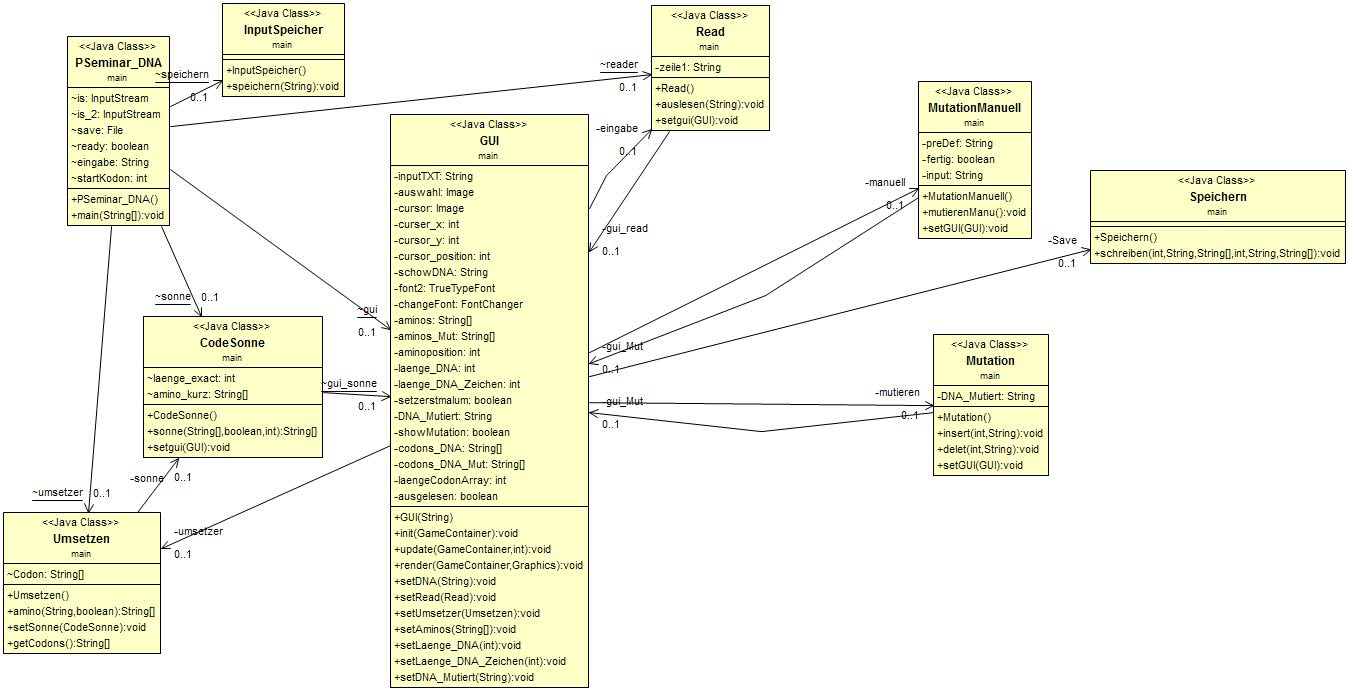 <<Java Class>>
InputSpeicher
main
+InputSpeicher()
+speichern(String):void
<<Java Class>>
Read
main
-zeile1: String
+Read()
+auslesen(String):void
+setgui(GUI):void
<<Java Class>>
PSeminar_DNA
main
~is: InputStream
~is_2: InputStream
~save: File
~ready: boolean
~eingabe: String
~startKodon: int
+PSeminar_DNA()
+main(String[]):void
~speichern
0..1
~reader
0..1
-eingabe
0..1
-gui_read
0..1
<<Java Class>>
GUI
main
-inputTXT: String
-auswahl: Image
-cursor: Image
-curser_x: int
-cursor_y: int
-cursor_position: int
-schowDNA: String
-font2: TrueTypeFont
-changeFont: FontChanger
-aminos: String[]
-aminos_Mut: String[]
-aminoposition: int
-laenge_DNA: int
-laenge_DNA_Zeichen: int
-setzerstmalum: boolean
-DNA_Mutiert: String
-showMutation: boolean
-codons_DNA: String[]
-codons_DNA_Mut: String[]
-laengeCodonArray: int
-ausgelesen: boolean
+GUI(String)
+init(GameContainer):void
+update(GameContainer,int):void
+render(GameContainer,Graphics):void
+setDNA(String):void
+setRead(Read):void
+setUmsetzer(Umsetzen):void
+setAminos(String[]):void
+setLaenge_DNA(int):void
+setLaenge_DNA_Zeichen(int):void
+setDNA_Mutiert(String):void
<<Java Class>>
MutationManuell
main
-preDef: String
-fertig: boolean
-input: String
+MutationManuell()
+mutierenManu():void
+setGUI(GUI):void
-manuell
0..1
<<Java Class>>
Speichern
main
+Speichern()
+schreiben(int,String,String[],int,String,String[]):void
-Save
0..1
~sonne
0..1
~gui
0..1
<<Java Class>>
CodeSonne
main
~laenge_exact: int
~amino_kurz: String[]
+CodeSonne()
+sonne(String[],boolean,int):String[]
+setgui(GUI):void
~gui_sonne
0..1
-gui_Mut
0..1
<<Java Class>>
Mutation
main
-DNA_Mutiert: String
+Mutation()
+insert(int,String):void
+delet(int,String):void
+setGUI(GUI):void
-mutieren
0..1
-gui_Mut
0..1
-sonne
0..1
~umsetzer
0..1
-umsetzer
0..1
<<Java Class>>
Umsetzen
main
~Codon: String[]
+Umsetzen()
+amino(String,boolean):String[]
+setSonne(CodeSonne):void
+getCodons():String[]